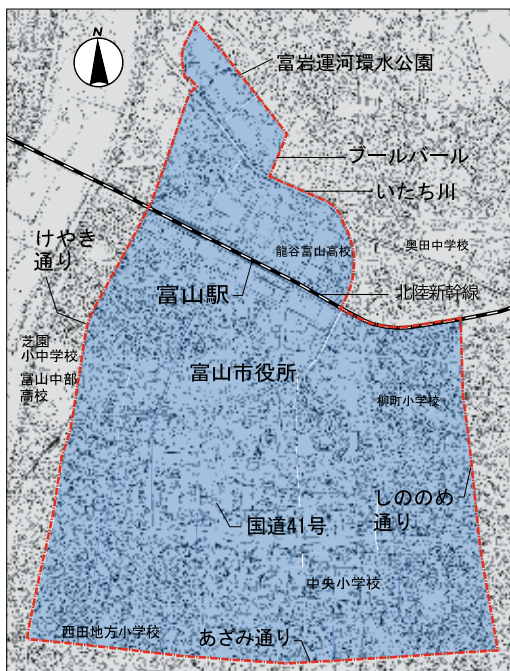 N
富岩運河環水公園
ブールバール
いたち川
龍谷富山高校
奥田中学校
けやき
通り
富山駅
北陸新幹線
芝園
小中学校
富山中部
高校
富山市役所
柳町小学校
しののめ
通り
国道41号
中央小学校
西田地方小学校
あざみ通り